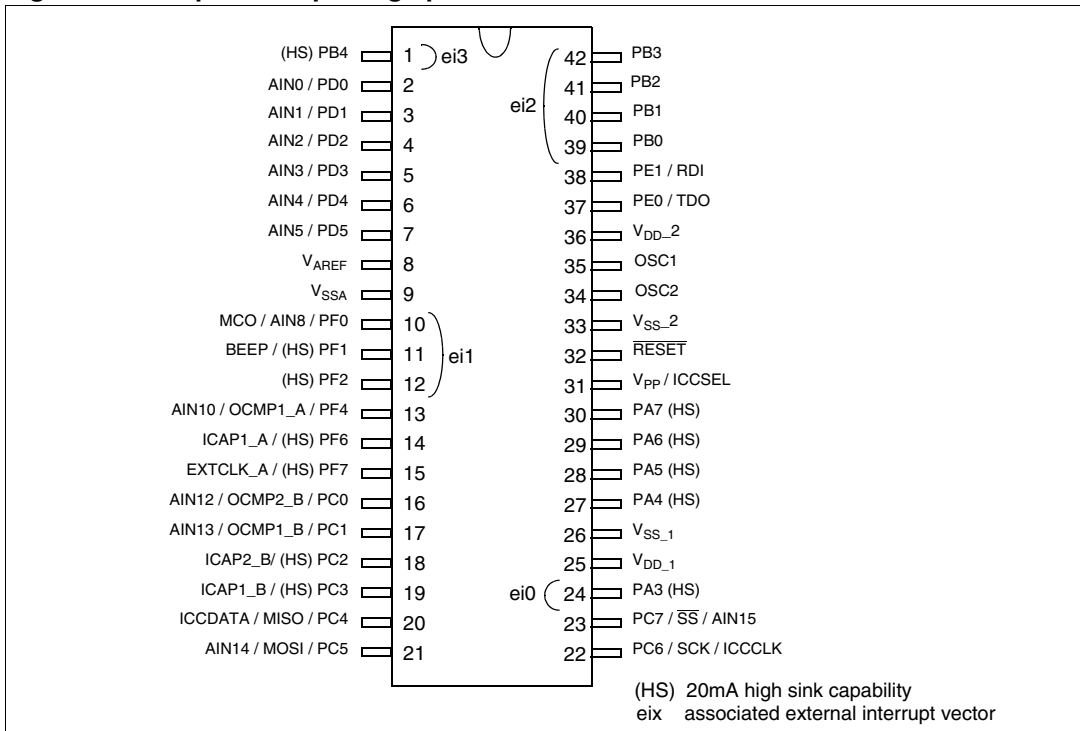 (HS) PB4 1 ei3 42 PB3
AIN0 / PD0 2 41 PB2
AIN1 / PD1 3 ei2 40 PB1
AIN2 / PD2 4 39 PB0
AIN3 / PD3 5 38 PE1 / RDI
AIN4 / PD4 6 37 PE0 / TDO
AIN5 / PD5 7 36 VDD_2
VAREF 8 35 OSC1
VSSA 9 34 OSC2
MCO / AIN8 / PF0 10 33 VSS_2
BEEP / (HS) PF1 11 ei1 32 RESET
(HS) PF2 12 31 VPP / ICCSEL
AIN10 / OCMP1_A / PF4 13 30 PA7 (HS)
ICAP1_A / (HS) PF6 14 29 PA6 (HS)
EXTCLK_A / (HS) PF7 15 28 PA5 (HS)
AIN12 / OCMP2_B / PC0 16 27 PA4 (HS)
AIN13 / OCMP1_B / PC1 17 26 VSS_1
ICAP2_B/ (HS) PC2 18 25 VDD_1
ICAP1_B / (HS) PC3 19 ei0 24 PA3 (HS)
ICCDATA / MISO / PC4 20 23 PC7 / SS / AIN15
AIN14 / MOSI / PC5 21 22 PC6 / SCK / ICCCLK
(HS) 20mA high sink capability
eix associated external interrupt vector